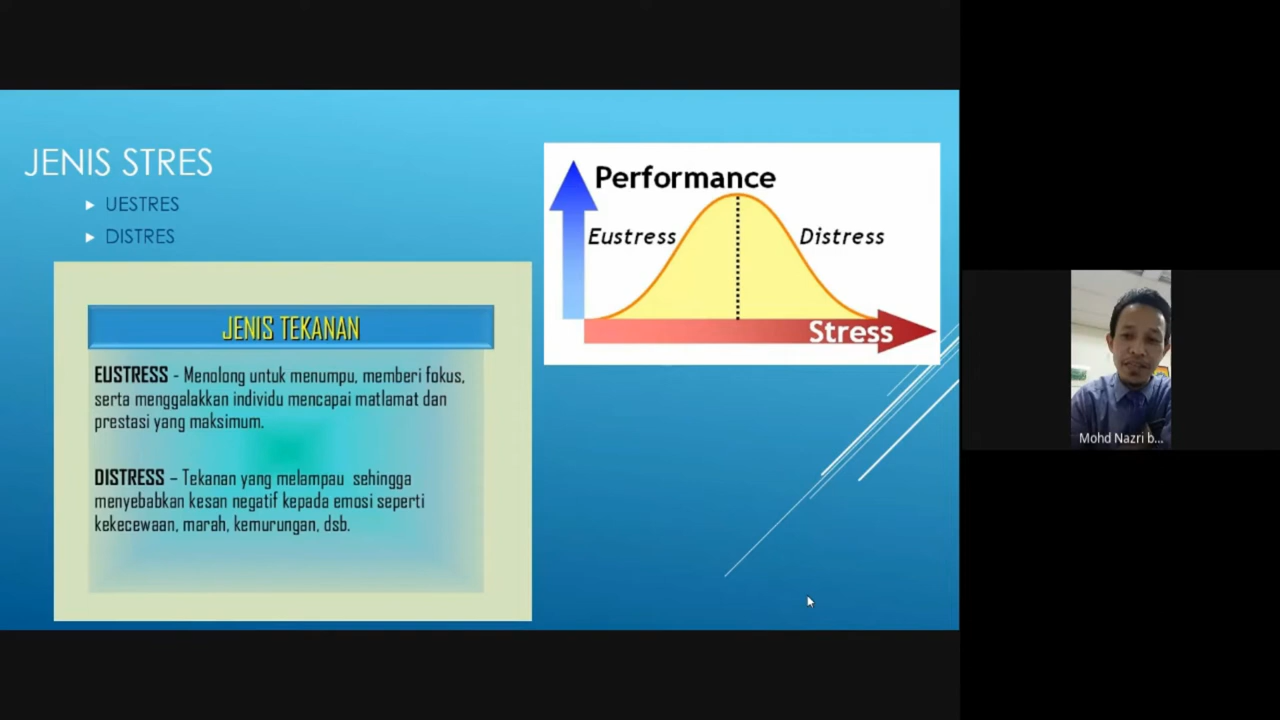 JENIS STRES
UESTRES
DISTRES
JENIS TEKANAN
EUSTRESS - Menolong untuk menumpu, memberi fokus,
serta menggalakkan individu mencapai matlamat dan
prestasi yang maksimum.
DISTRESS – Tekanan yang melampau sehingga
menyebabkan kesan negatif kepada emosi seperti
kekecewaan, marah, kemurungan, dsb.
Performance
Eustress
Distress
Stress
Mohd Nazri b...